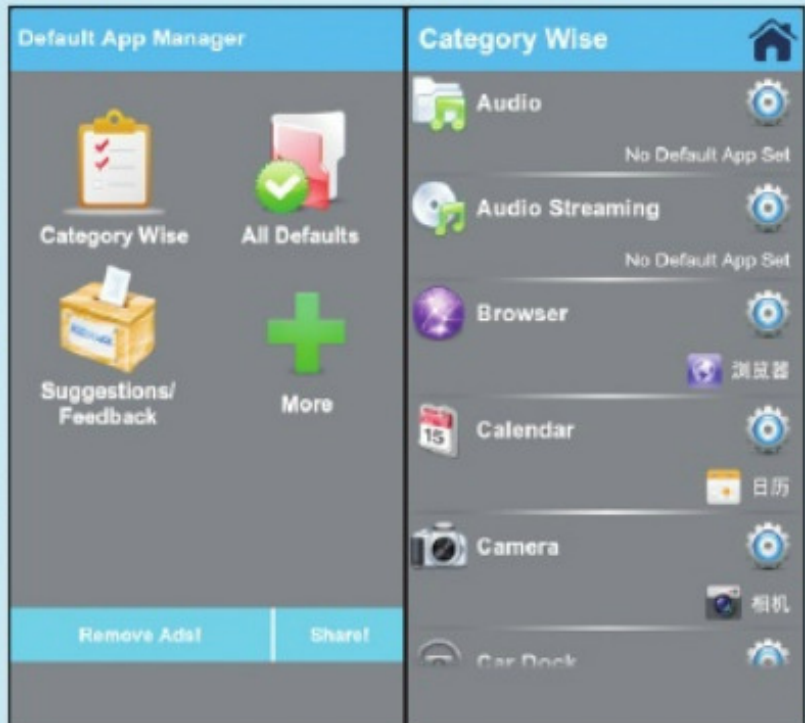 Default App Manager
Category Wise
All Defaults
Suggestions/
Feedback
More
Remove Ads!
Share!
Category Wise
Audio
No Default App Set
Audio Streaming
No Default App Set
Browser
浏览器
15
Calendar
日历
Camera
相机
Car Dock